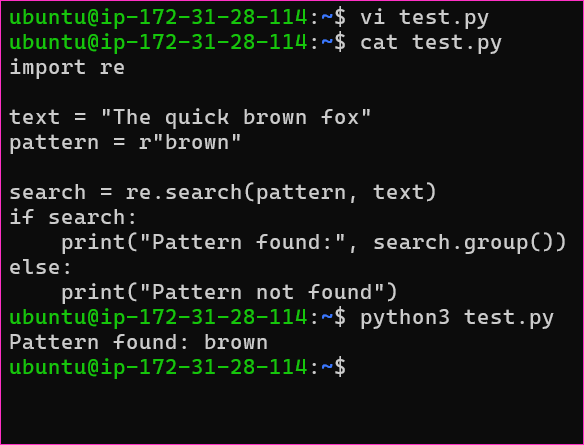 ubuntu@ip-172-31-28-114:~$ vi test.py
ubuntu@ip-172-31-28-114:~$ cat test.py
import re

text = "The quick brown fox"
pattern = r"brown"

search = re.search(pattern, text)
if search:
    print("Pattern found:", search.group())
else:
    print("Pattern not found")
ubuntu@ip-172-31-28-114:~$ python3 test.py
Pattern found: brown
ubuntu@ip-172-31-28-114:~$